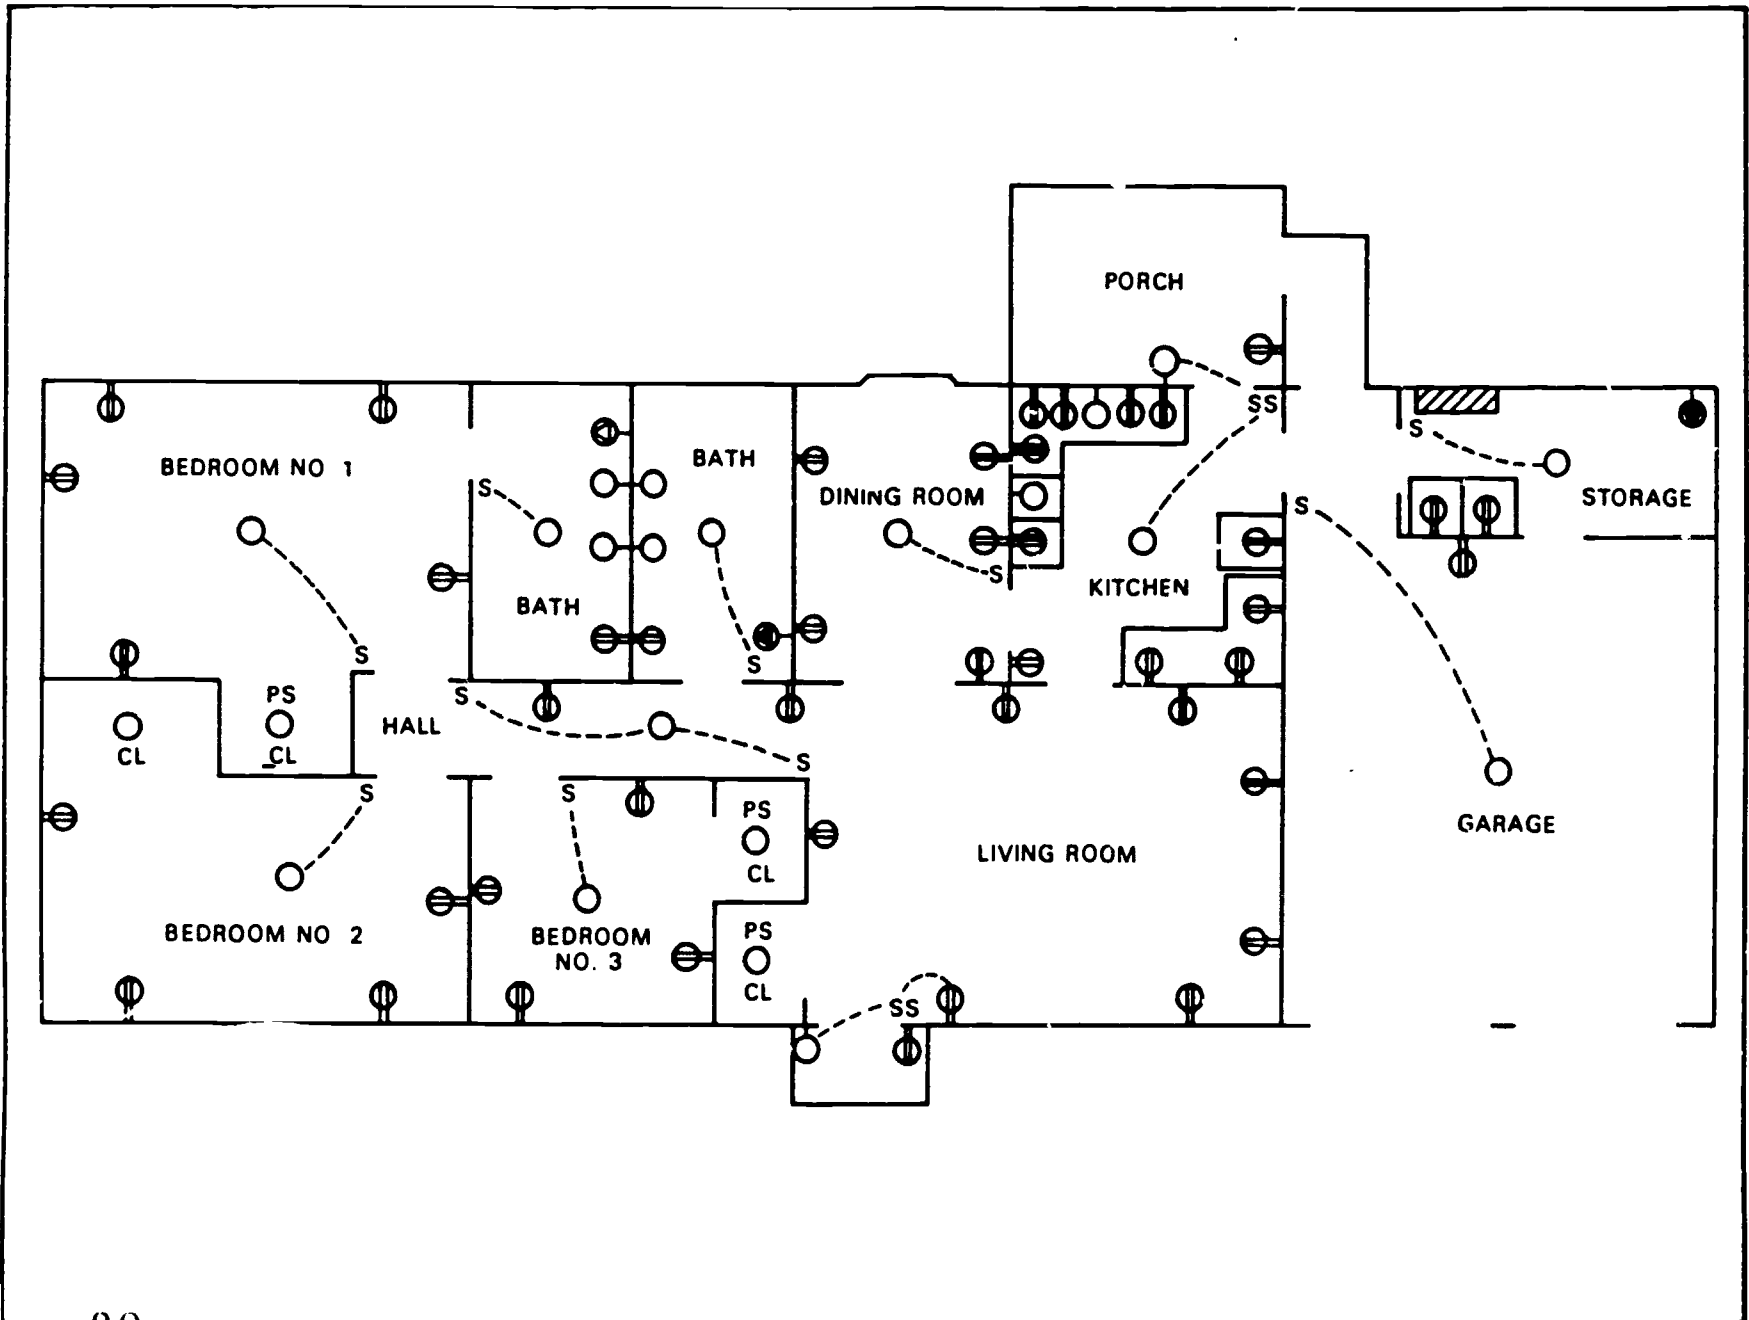 PORCH
SS
S
BEDROOM NO 1
BATH
S
DINING ROOM
STORAGE
S
S
KITCHEN
BATH
S
S
PS
CL
CL
S
HALL
S
S
S
PS
CL
GARAGE
LIVING ROOM
BEDROOM NO 2
BEDROOM
NO. 3
PS
CL
SS